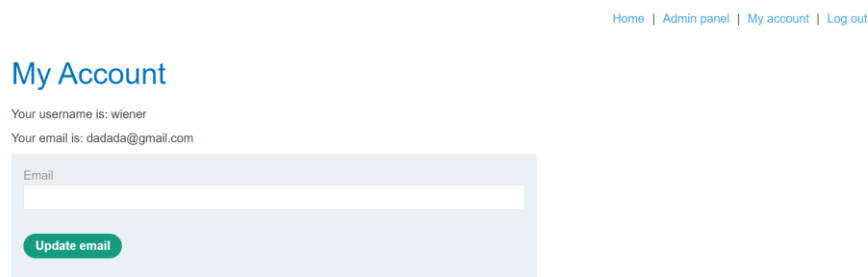 Home | Admin panel | My account | Log out
My Account
Your username is: wiener
Your email is: dadada@gmail.com
Email
Update email